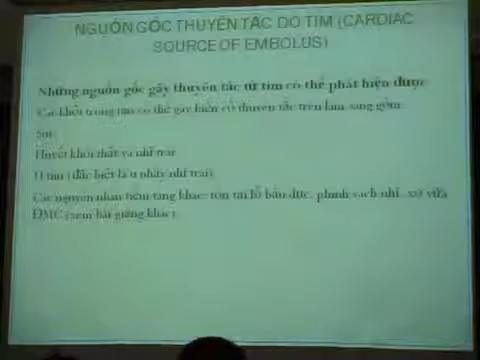 NGUỒN GỐC THUYÊN TẮC DO TIM (CARDIAC
SOURCE OF EMBOLUS)
Những nguồn gốc gây thuyên tắc từ tim có thể phát hiện được
Các khối trong tim có thể gây biến cố thuyên tắc trên lâm sàng gồm:
Sùi
Huyết khối thất và nhĩ trái
U tim (đặc biệt là u nhầy nhĩ trái)
Các nguyên nhân tiềm tàng khác: tồn tại lỗ bầu dục, phình vách nhĩ, xơ vữa
ĐMC (xem bài giảng khác)